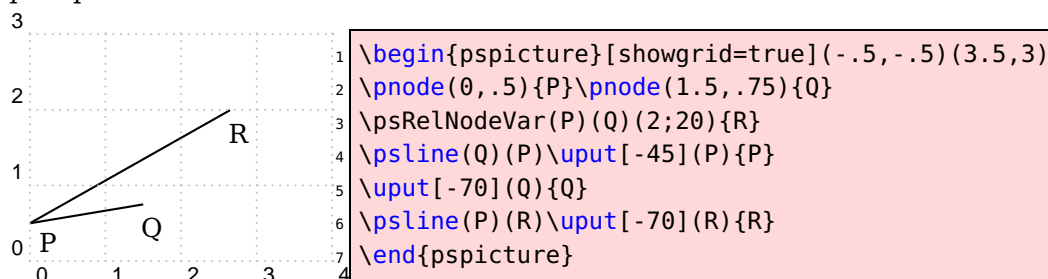 3
2
1
0
0 1 2 3 4
R
Q
P
1 \begin{pspicture}[showgrid=true](-.5,-.5)(3.5,3)
2 \pnode(0,.5){P}\pnode(1.5,.75){Q}
3 \psRelNodeVar(P)(Q)(2;20){R}
4 \psline(Q)(P)\uput[-45](P){P}
5 \uput[-70](Q){Q}
6 \psline(P)(R)\uput[-70](R){R}
7 \end{pspicture}